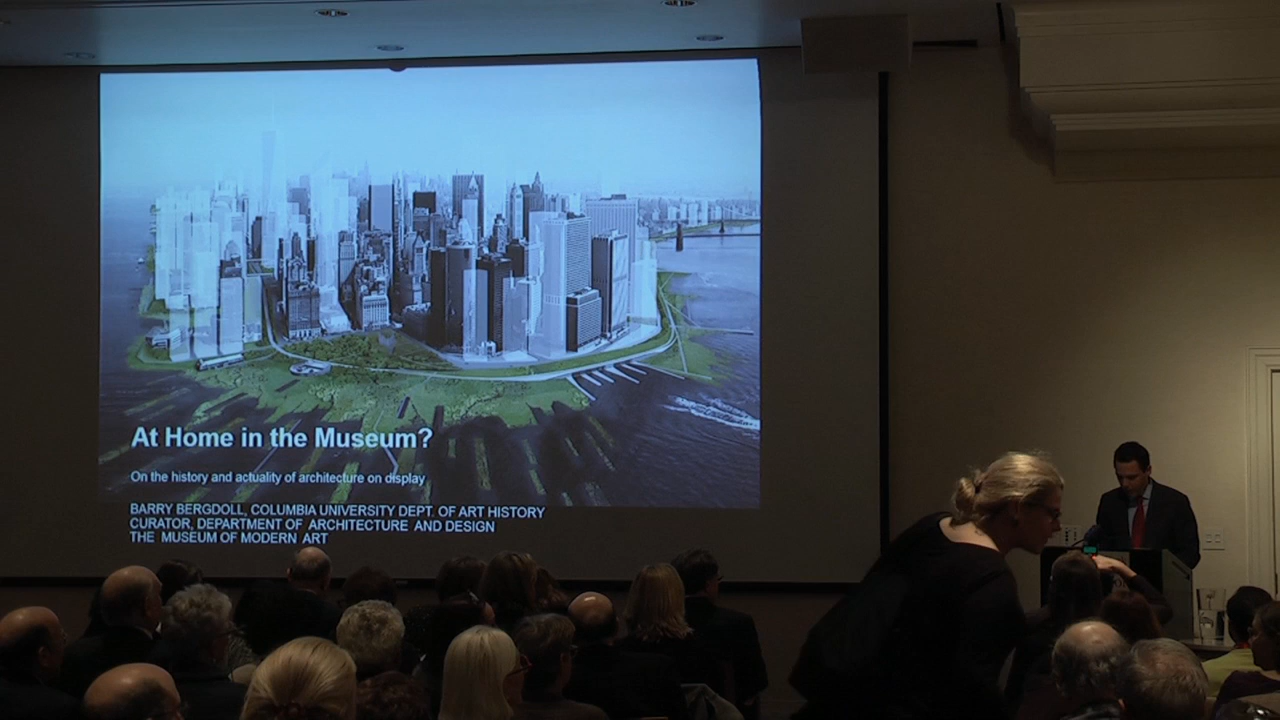 At Home in the Museum?
On the history and actuality of architecture on display
BARRY BERGDOLL, COLUMBIA UNIVERSITY DEPT. OF ART HISTORY
CURATOR, DEPARTMENT OF ARCHITECTURE AND DESIGN
THE MUSEUM OF MODERN ART